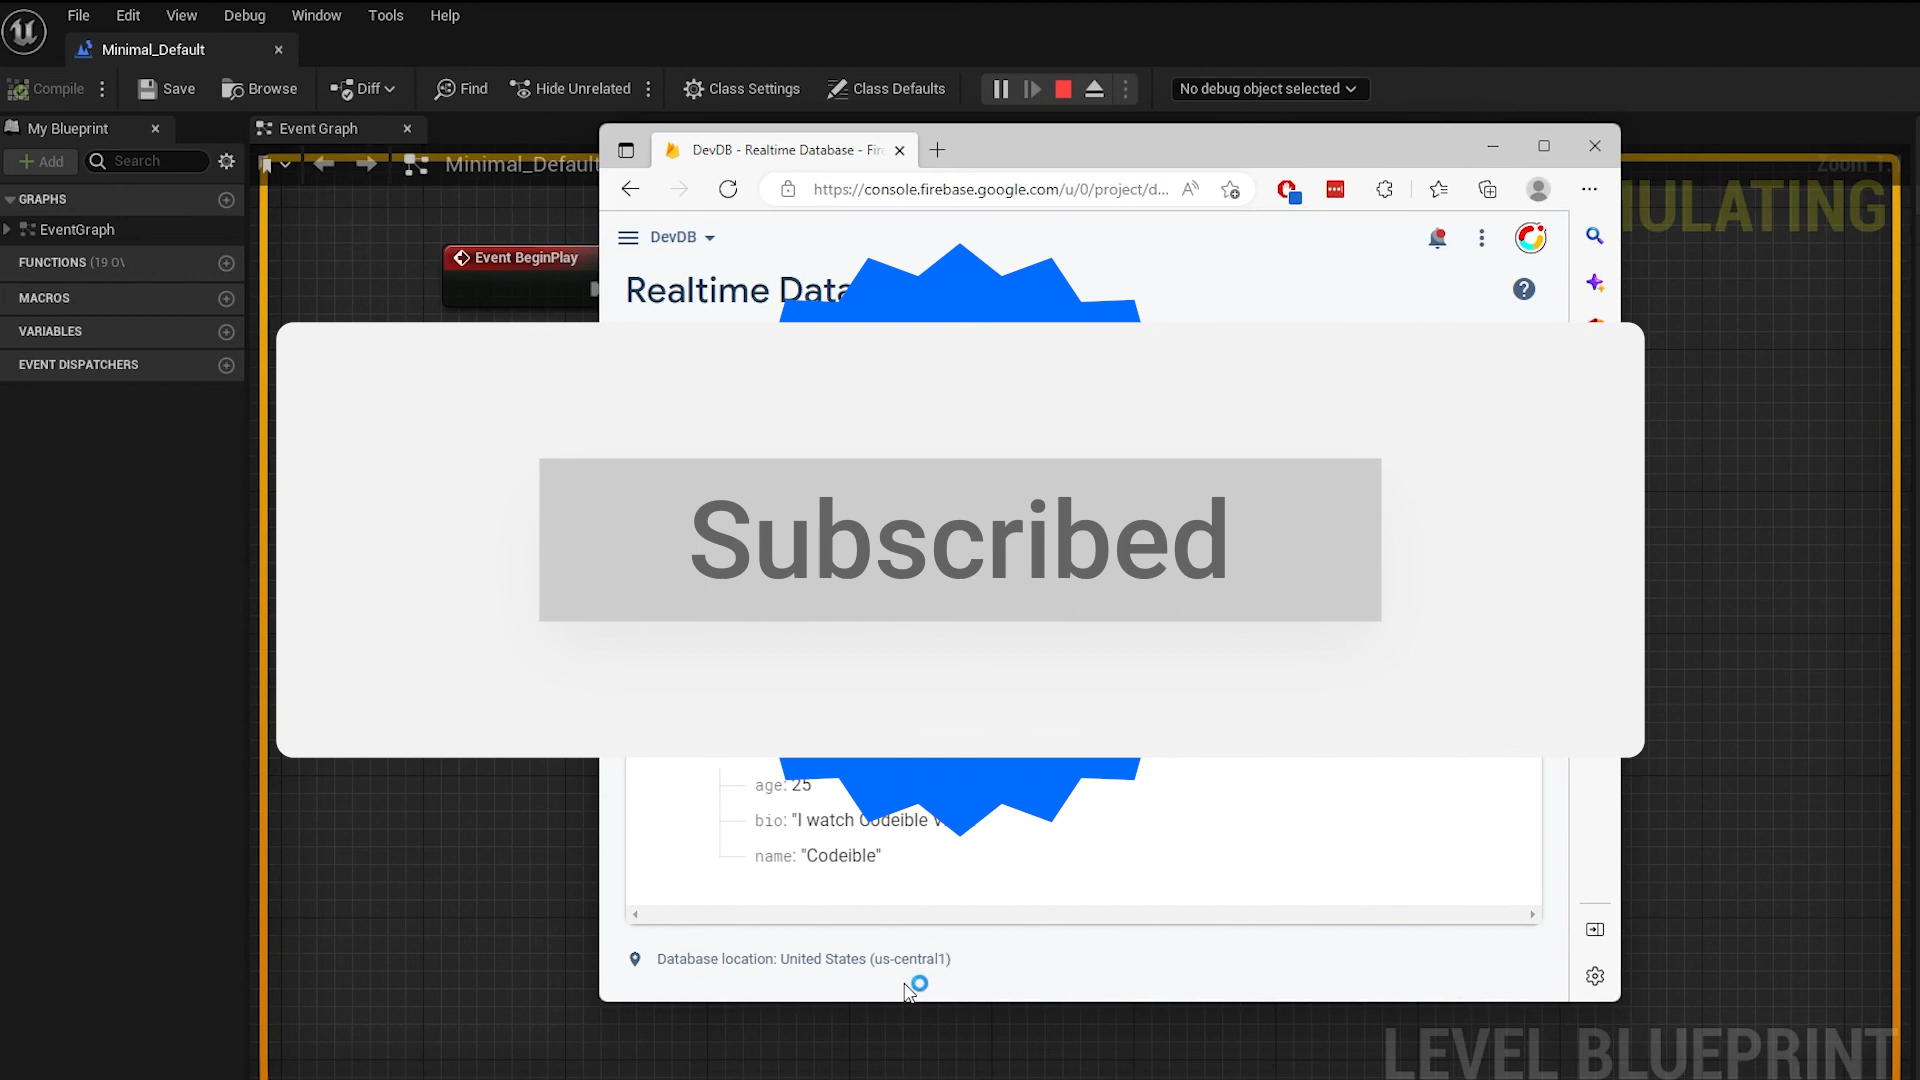 File Edit View Debug Window Tools Help
Minimal_Default
Compile Save Browse Diff Find Hide Unrelated Class Settings Class Defaults No debug object selected
My Blueprint Event Graph
DevDB - Realtime Database - Fire
Add Search Minimal_Default
https://console.firebase.google.com/u/0/project/d...
GRAPHS
EventGraph
DevDB
FUNCTIONS (19 O
Event BeginPlay
Realtime Data
MACROS
VARIABLES
EVENT DISPATCHERS
Subscribed
age: 25
bio: "I watch Codeible V
name: "Codeible"
Database location: United States (us-central1)
LEVEL BLUEPRINT